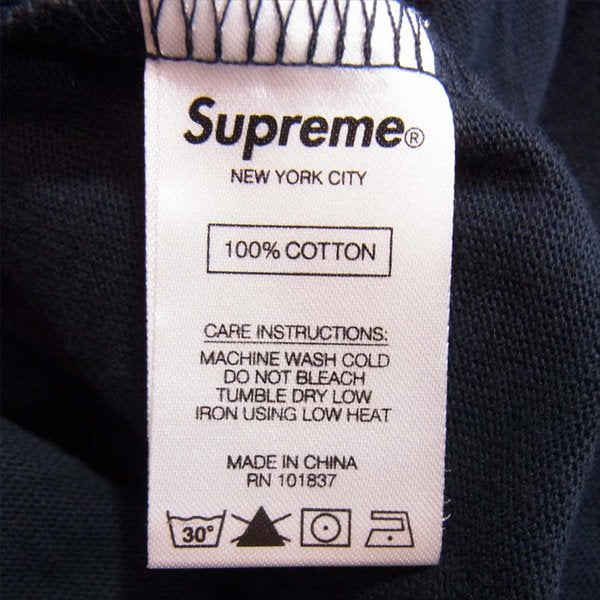 Supreme®
NEW YORK CITY
100% COTTON
CARE INSTRUCTIONS:
MACHINE WASH COLD
DO NOT BLEACH
TUMBLE DRY LOW
IRON USING LOW HEAT
MADE IN CHINA
RN 101837
30°